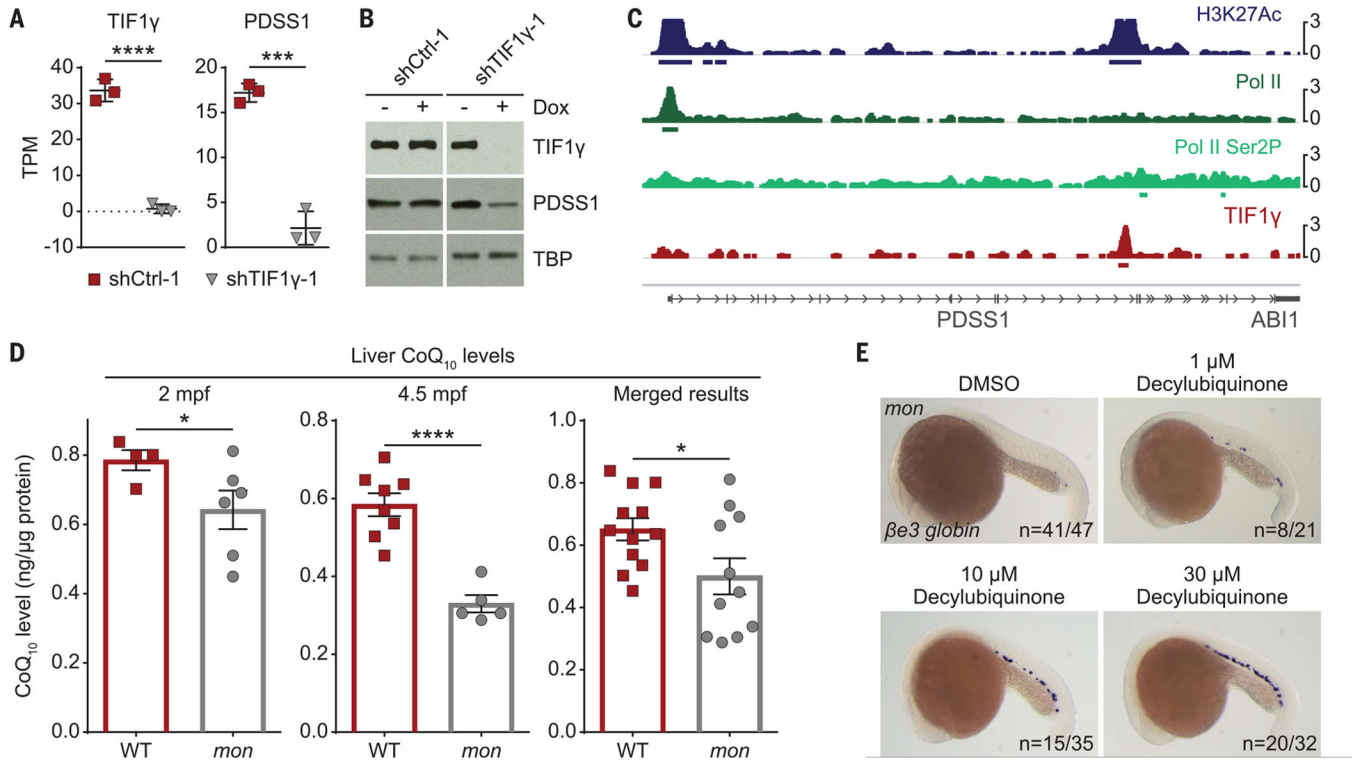 A
TIF1γ
PDSS1
****
***
TPM
40
30
20
10
0
-10
20
15
10
5
0
shCtrl-1
shTIF1γ-1
B
shCtrl-1
shTIF1γ-1
- + - + Dox
TIF1γ
PDSS1
TBP
C
H3K27Ac
3
0
Pol II
3
0
Pol II Ser2P
3
0
TIF1γ
3
0
PDSS1
ABI1
D
Liver CoQ10 levels
2 mpf
4.5 mpf
Merged results
CoQ10 level (ng/μg protein)
*
****
*
0.8
0.6
0.4
0.2
0.0
WT
mon
0.8
0.6
0.4
0.2
0.0
WT
mon
1.0
0.8
0.6
0.4
0.2
0.0
WT
mon
E
DMSO
mon
βe3 globin
n=41/47
1 μM
Decylubiquinone
n=8/21
10 μM
Decylubiquinone
n=15/35
30 μM
Decylubiquinone
n=20/32